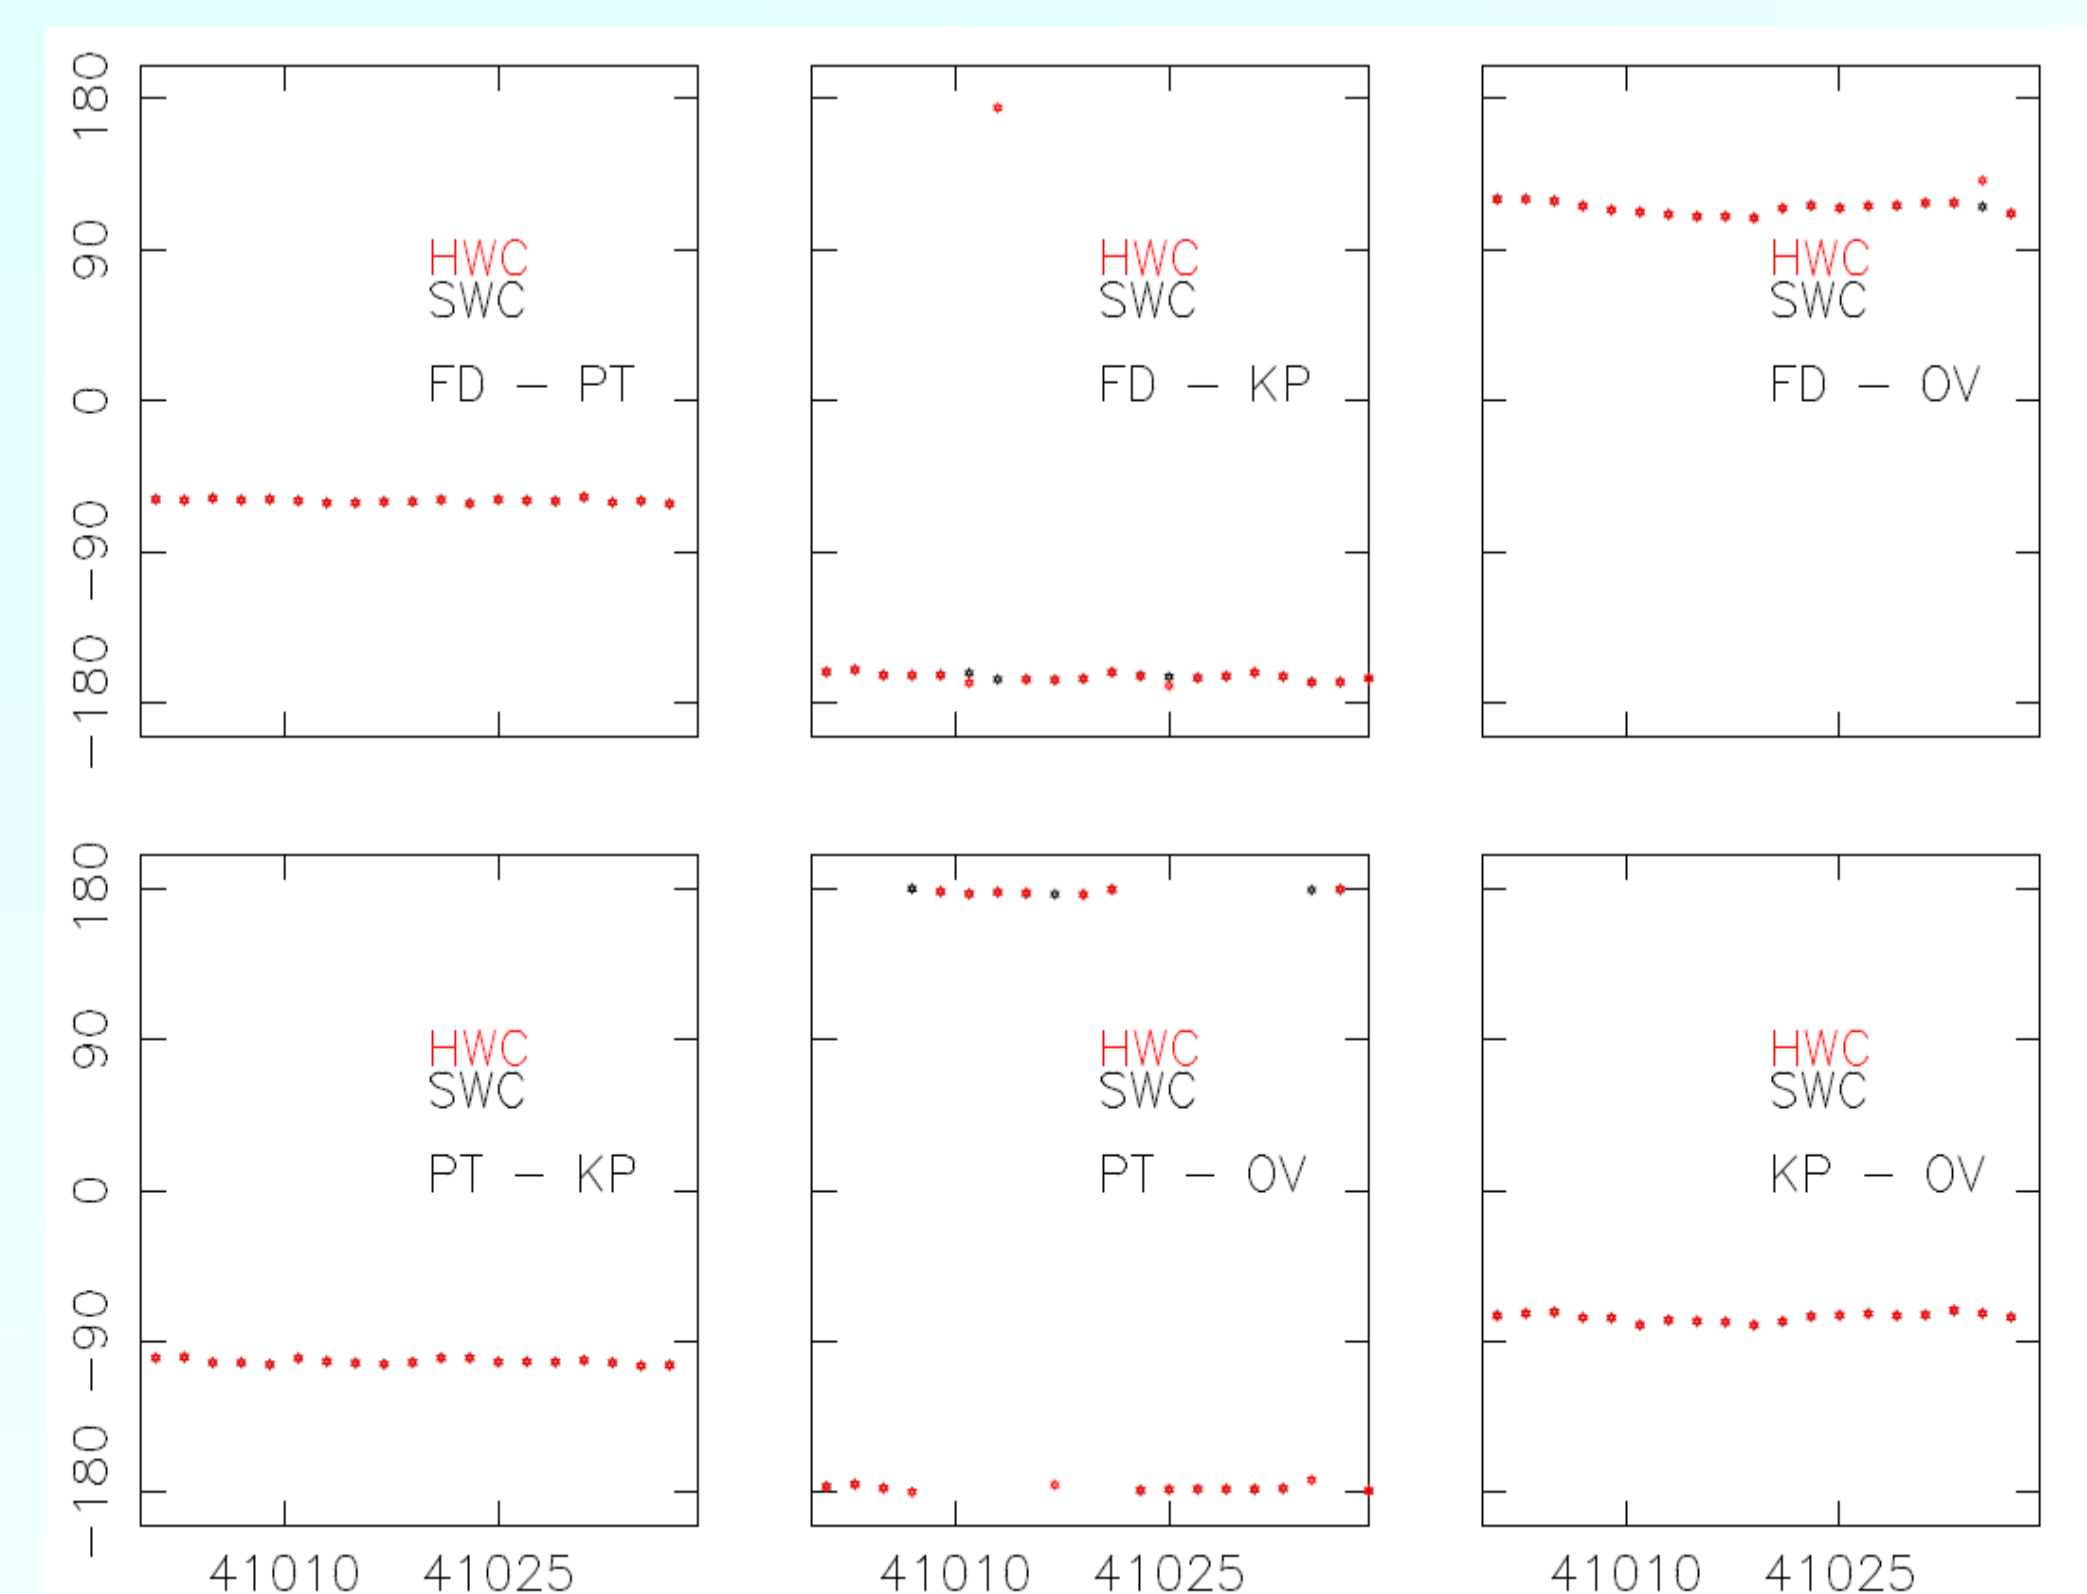 180
90
0
-90
-180
HWC
SWC
FD - PT
HWC
SWC
FD - KP
HWC
SWC
FD - OV
180
90
0
-90
-180
HWC
SWC
PT - KP
HWC
SWC
PT - OV
HWC
SWC
KP - OV
41010 41025
41010 41025
41010 41025